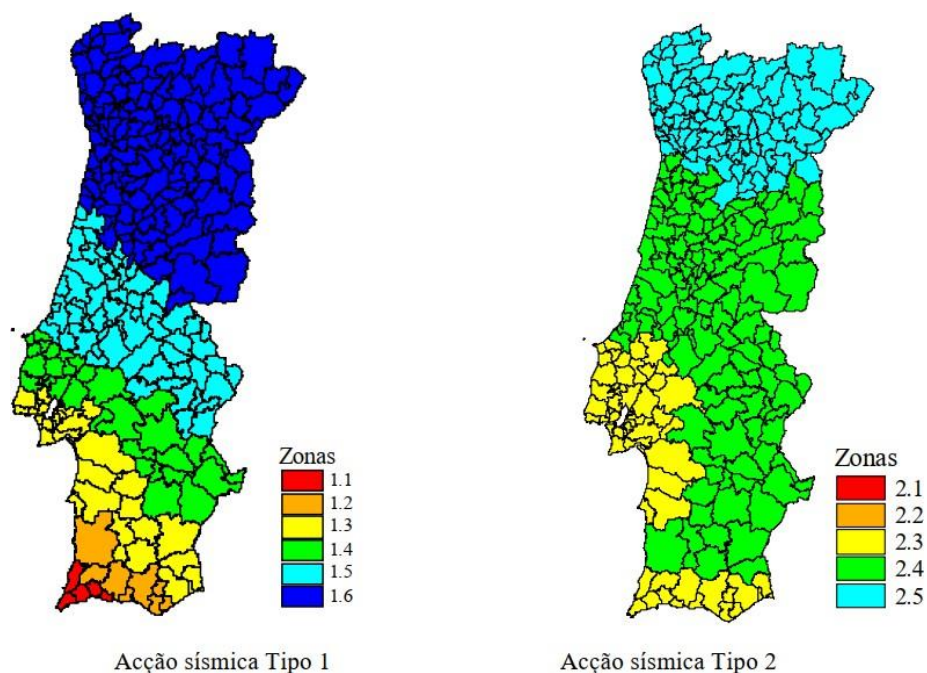 Zonas
1.1
1.2
1.3
1.4
1.5
1.6
Zonas
2.1
2.2
2.3
2.4
2.5
Acção sísmica Tipo 1
Acção sísmica Tipo 2